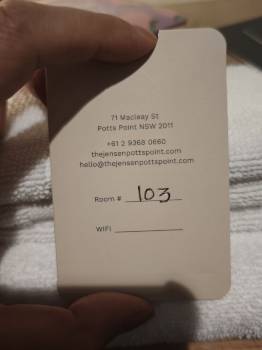 71 Macleay St
Potts Point NSW 2011
+61 2 9368 0660
thejensenpottspoint.com
hello@thejensenpottspoint.com
Room # 103
WIFI